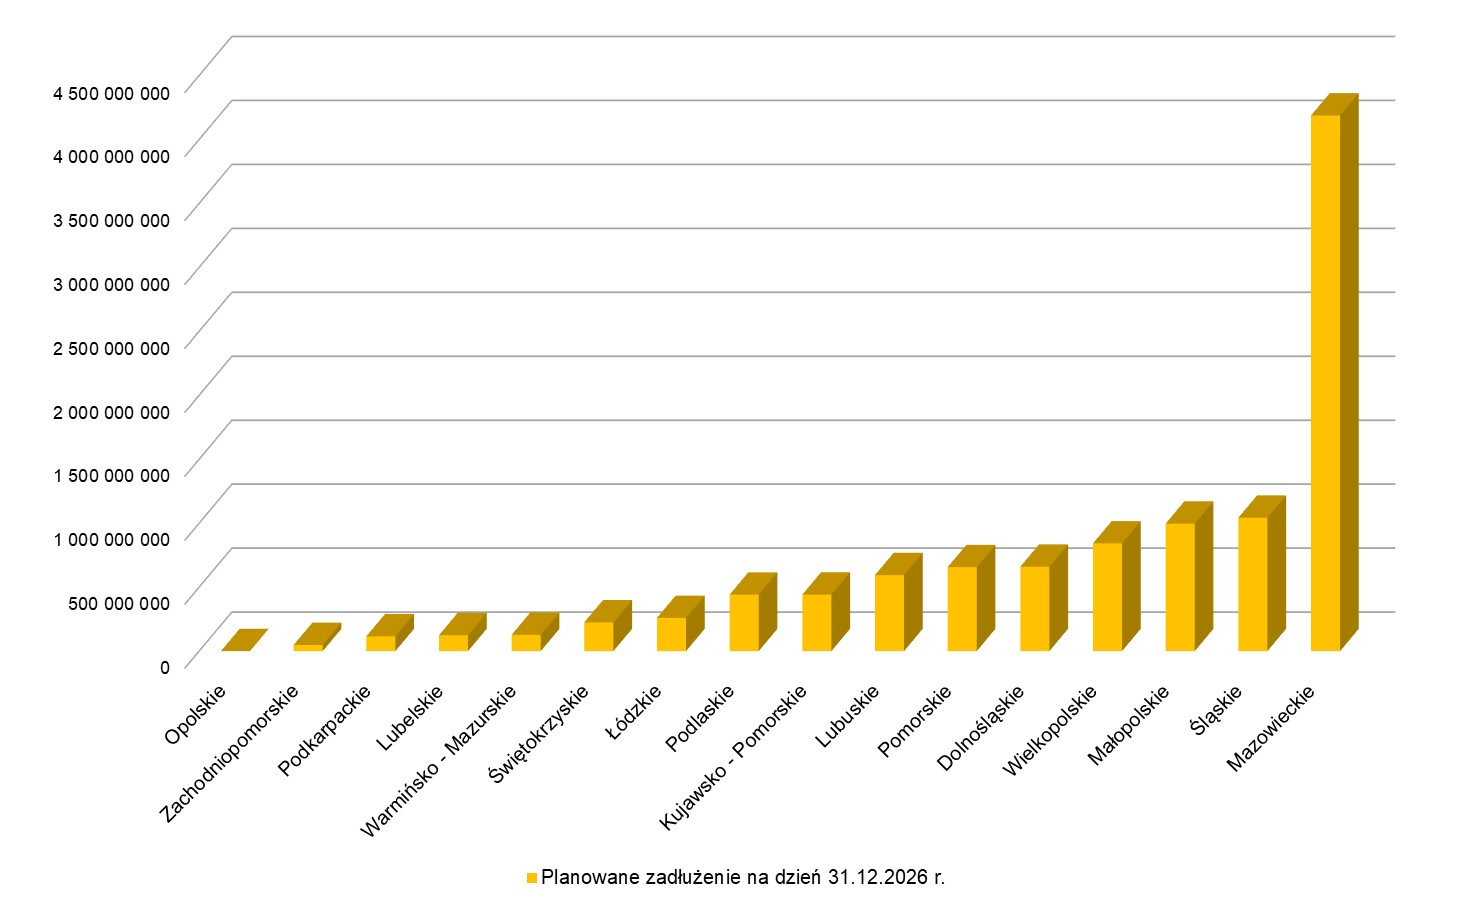 4 500 000 000
4 000 000 000
3 500 000 000
3 000 000 000
2 500 000 000
2 000 000 000
1 500 000 000
1 000 000 000
500 000 000
0
Opolskie
Zachodniopomorskie
Podkarpackie
Lubelskie
Warmińsko - Mazurskie
Świętokrzyskie
Łódzkie
Podlaskie
Kujawsko - Pomorskie
Lubuskie
Pomorskie
Dolnośląskie
Wielkopolskie
Małopolskie
Śląskie
Mazowieckie
Planowane zadłużenie na dzień 31.12.2026 r.